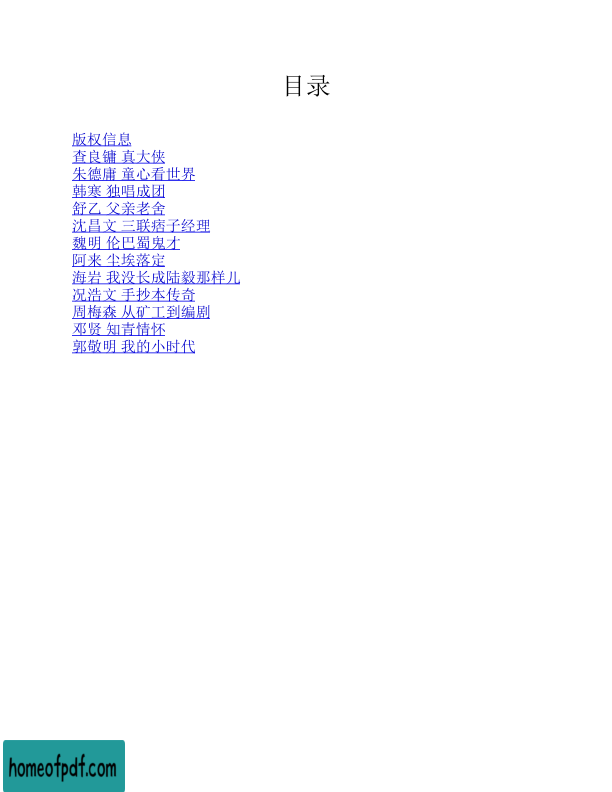 目录
版权信息
查良镛 真大侠
朱德庸 童心看世界
韩寒 独唱成团
舒乙 父亲老舍
沈昌文 三联痞子经理
魏明伦 巴蜀鬼才
阿来 尘埃落定
海岩 我没长成陆毅那样儿
况浩文 手抄本传奇
周梅森 从矿工到编剧
邓贤 知青情怀
郭敬明 我的小时代
homeofpdf.com